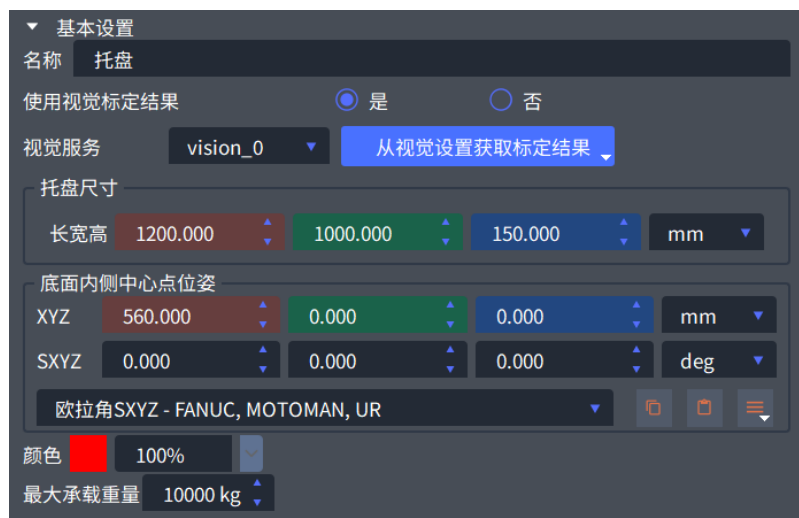 基本设置
名称 托盘
使用视觉标定结果 是 否
视觉服务 vision_0 从视觉设置获取标定结果
托盘尺寸
长宽高 1200.000 1000.000 150.000 mm
底面内侧中心点位姿
XYZ 560.000 0.000 0.000 mm
SXYZ 0.000 0.000 0.000 deg
欧拉角SXYZ - FANUC, MOTOMAN, UR
颜色 100%
最大承载重量 10000 kg